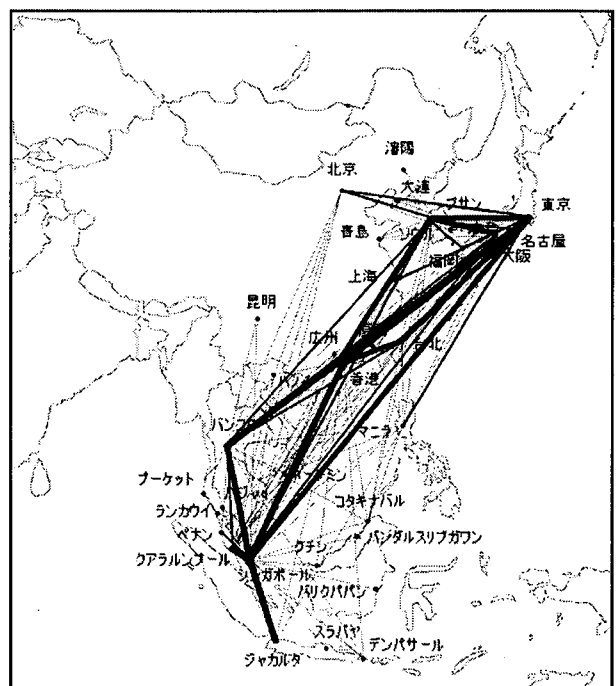 瀋陽
北京
大連
プサン
東京
青島
ソウル
名古屋
大阪
福岡
上海
昆明
広州
台北
香港
マニラ
プーケット
コタキナバル
ランカウイ
ペナン
バンダルスリブガワン
クチン
クアラルンプール
シンガポール
バリクパパン
スラバヤ
デンパサール
ジャカルタ